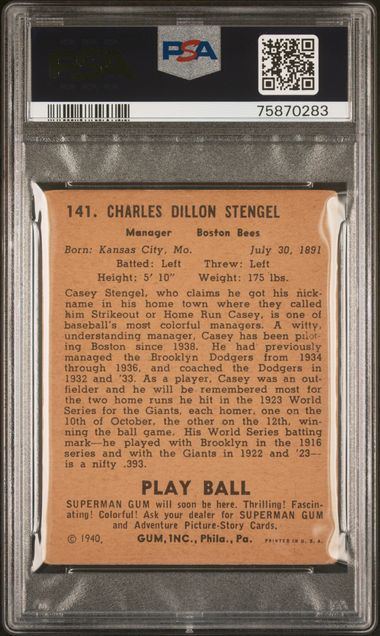 PSA
PSA
75870283
141. CHARLES DILLON STENGEL
Manager Boston Bees
Born: Kansas City, Mo. July 30, 1891
Batted: Left Threw: Left
Height: 5' 10" Weight: 175 lbs.
Casey Stengel, who claims he got his nick-
name in his home town where they called
him Strikeout or Home Run Casey, is one of
baseball's most colorful managers. A witty,
understanding manager, Casey has been pilot-
ing Boston since 1938. He had previously
managed the Brooklyn Dodgers from 1934
through 1936, and coached the Dodgers in
1932 and '33. As a player, Casey was an out-
fielder and he will be remembered most for
the two home runs he hit in the 1923 World
Series for the Giants, each homer, one on the
10th of October, the other on the 12th, win-
ning the ball game. His World Series batting
mark—he played with Brooklyn in the 1916
series and with the Giants in 1922 and '23—
is a nifty .393.
PLAY BALL
SUPERMAN GUM will soon be here. Thrilling! Fascin-
ating! Colorful! Ask your dealer for SUPERMAN GUM
and Adventure Picture-Story Cards.
© 1940, GUM, INC., Phila., Pa. PRINTED IN U.S.A.